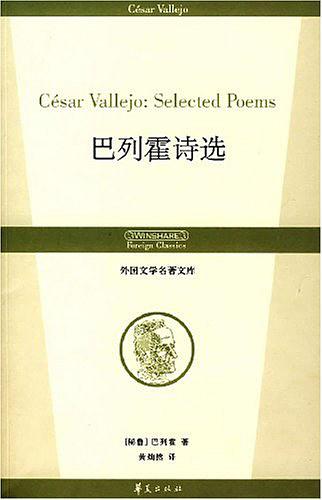 César Vallejo
César Vallejo: Selected Poems
巴列霍诗选
WINSHARE
Foreign Classics
外国文学名著文库
[秘鲁] 巴列霍 著
黄灿然 译
华夏出版社